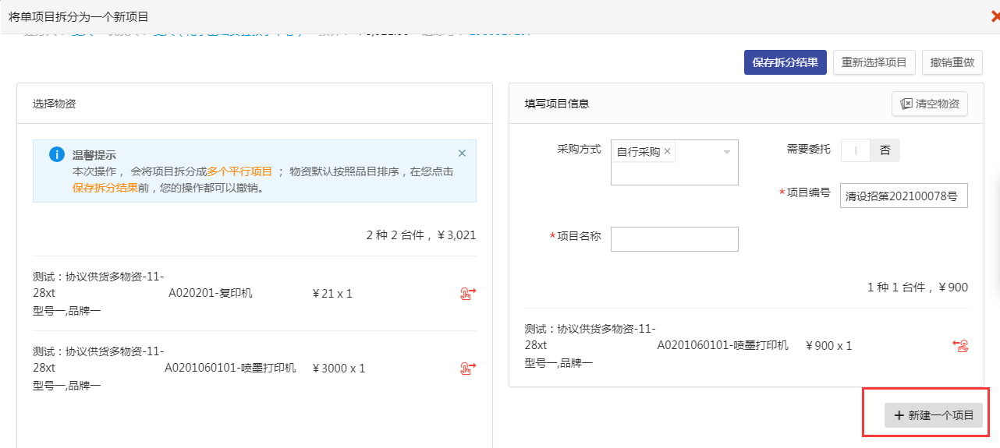 将单项目拆分为一个新项目
保存拆分结果 重新选择项目 撤销重做
选择物资
温馨提示
本次操作， 会将项目拆分成多个平行项目 ； 物资默认按照品目排序，在您点击
保存拆分结果前，您的操作都可以撤销。
2 种 2 台件，¥ 3,021
测试：协议供货多物资-11-
28xt A020201-复印机 ¥ 21 x 1
型号一,品牌一
测试：协议供货多物资-11-
28xt A0201060101-喷墨打印机 ¥ 3000 x 1
型号一,品牌一
填写项目信息 清空物资
采购方式 自行采购 × 需要委托 否
*项目编号 清设招第202100078号
*项目名称
1 种 1 台件，¥ 900
测试：协议供货多物资-11-
28xt A0201060101-喷墨打印机 ¥ 900 x 1
型号一,品牌一
+ 新建一个项目